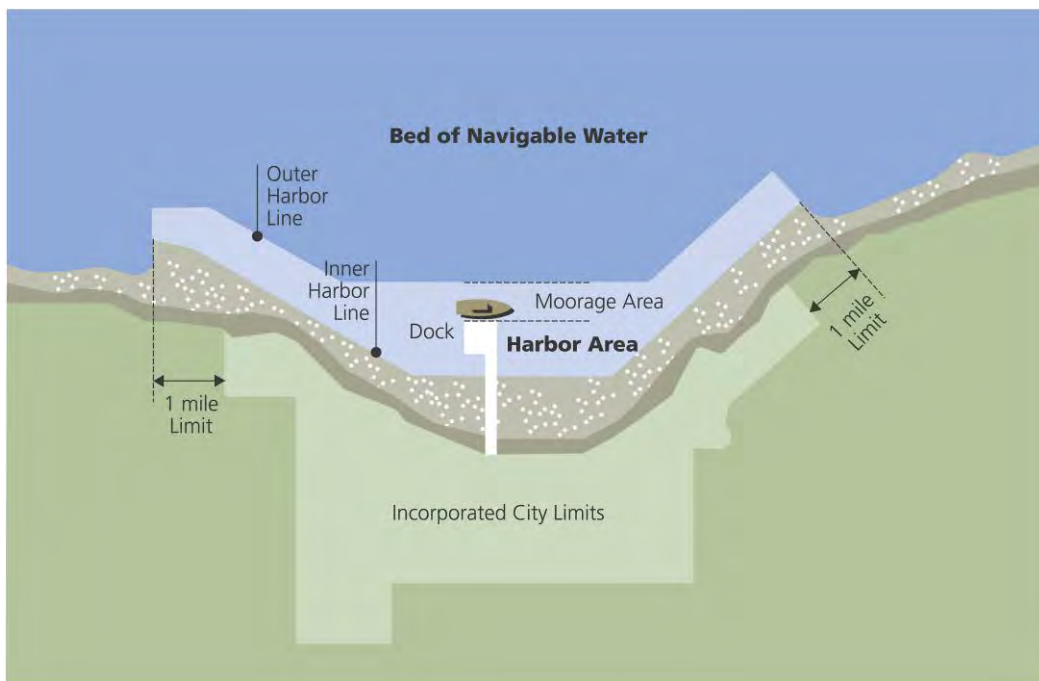 Bed of Navigable Water
Outer
Harbor
Line
Inner
Harbor
Line
Moorage Area
Dock
Harbor Area
1 mile
Limit
1 mile
Limit
Incorporated City Limits